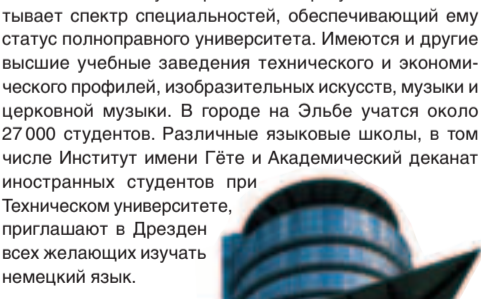 тывает спектр специальностей, обеспечивающий ему
статус полноправного университета. Имеются и другие
высшие учебные заведения технического и экономи-
ческого профилей, изобразительных искусств, музыки и
церковной музыки. В городе на Эльбе учатся около
27 000 студентов. Различные языковые школы, в том
числе Институт имени Гёте и Академический деканат
иностранных студентов при
Техническом университете,
приглашают в Дрезден
всех желающих изучать
немецкий язык.